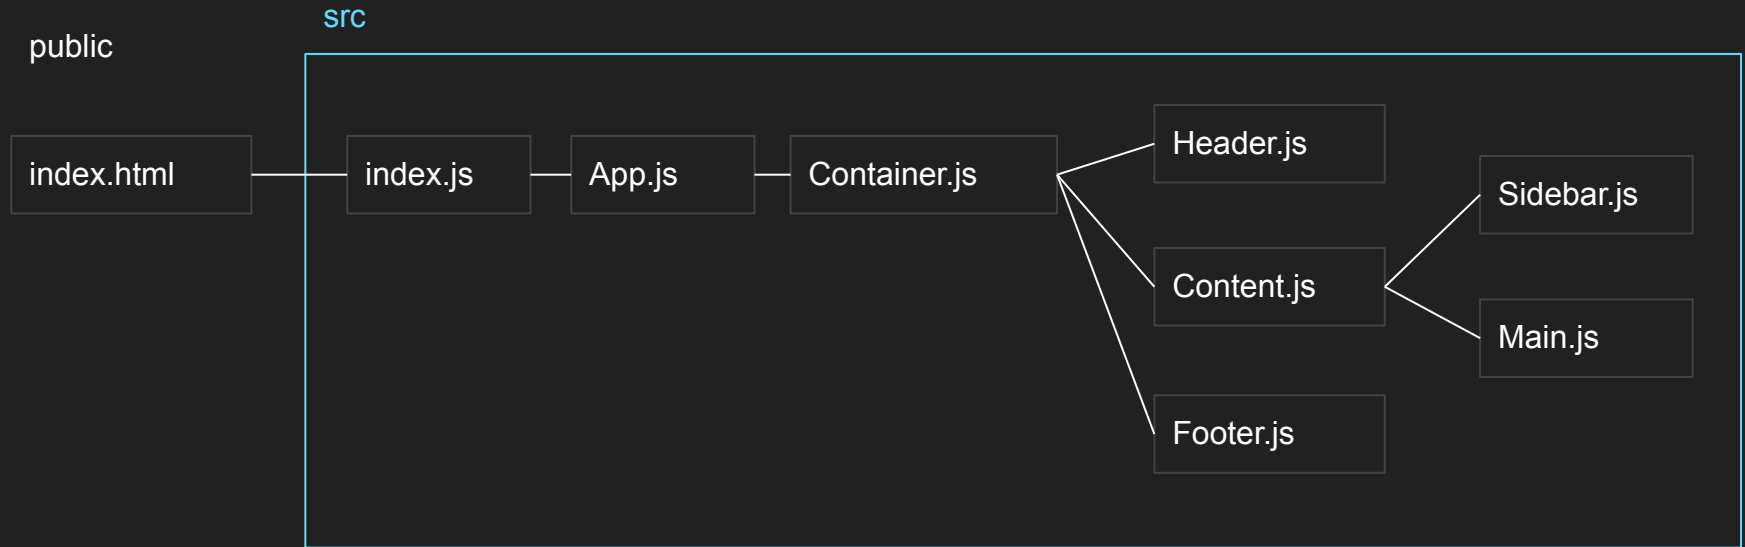 src
public
index.html
index.js
App.js
Container.js
Header.js
Content.js
Footer.js
Sidebar.js
Main.js